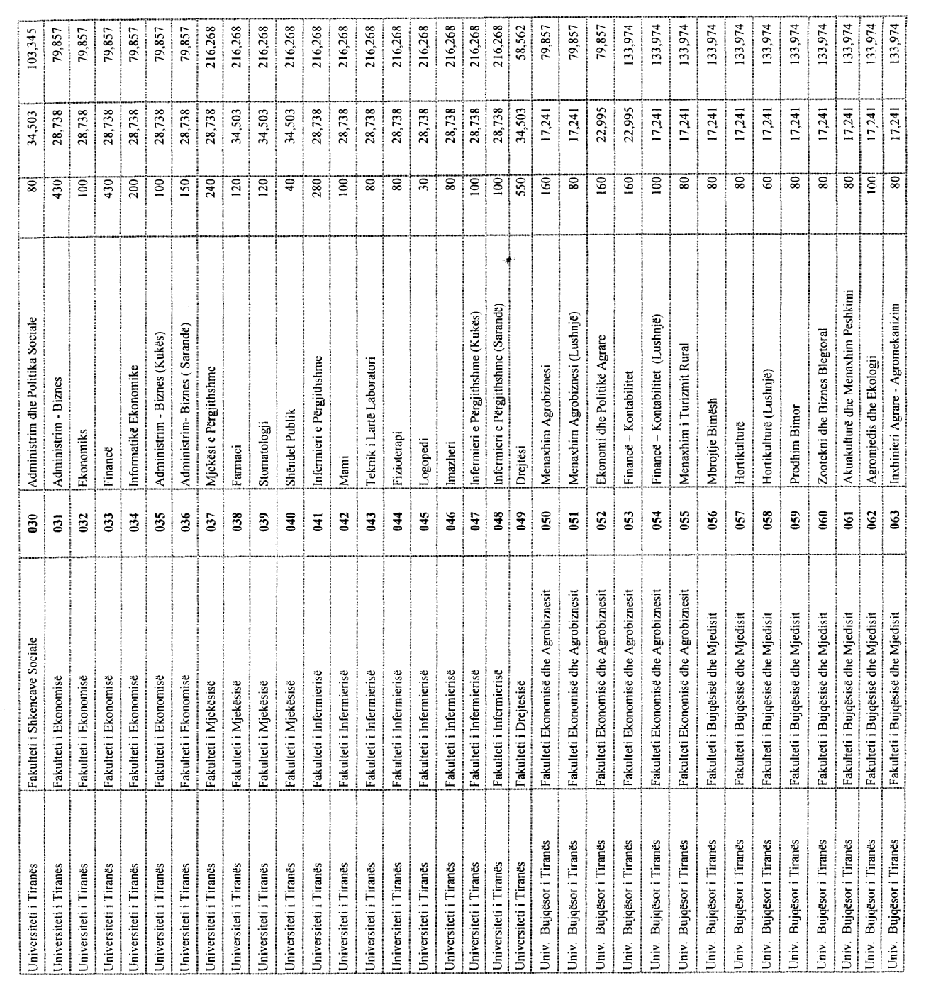 Universiteti i Tiranës Fakulteti i Shkencave Sociale 030 Administrim dhe Politika Sociale 80 34,503 103,345
Universiteti i Tiranës Fakulteti i Ekonomisë 031 Administrim - Biznes 430 28,738 79,857
Universiteti i Tiranës Fakulteti i Ekonomisë 032 Ekonomiks 100 28,738 79,857
Universiteti i Tiranës Fakulteti i Ekonomisë 033 Financë 430 28,738 79,857
Universiteti i Tiranës Fakulteti i Ekonomisë 034 Informatikë Ekonomike 200 28,738 79,857
Universiteti i Tiranës Fakulteti i Ekonomisë 035 Administrim - Biznes (Kukës) 100 28,738 79,857
Universiteti i Tiranës Fakulteti i Ekonomisë 036 Administrim- Biznes ( Sarandë) 150 28,738 79,857
Universiteti i Tiranës Fakulteti i Mjekësisë 037 Mjekësi e Përgjithshme 240 28,738 216,268
Universiteti i Tiranës Fakulteti i Mjekësisë 038 Farmaci 120 34,503 216,268
Universiteti i Tiranës Fakulteti i Mjekësisë 039 Stomatologji 120 34,503 216,268
Universiteti i Tiranës Fakulteti i Mjekësisë 040 Shëndet Publik 40 34,503 216,268
Universiteti i Tiranës Fakulteti i Infermierisë 041 Infermieri e Përgjithshme 280 28,738 216,268
Universiteti i Tiranës Fakulteti i Infermierisë 042 Mami 100 28,738 216,268
Universiteti i Tiranës Fakulteti i Infermierisë 043 Teknik i Lartë Laboratori 80 28,738 216,268
Universiteti i Tiranës Fakulteti i Infermierisë 044 Fizioterapi 80 28,738 216,268
Universiteti i Tiranës Fakulteti i Infermierisë 045 Logopedi 30 28,738 216,268
Universiteti i Tiranës Fakulteti i Infermierisë 046 Imazheri 80 28,738 216,268
Universiteti i Tiranës Fakulteti i Infermierisë 047 Infermieri e Përgjithshme (Kukës) 100 28,738 216,268
Universiteti i Tiranës Fakulteti i Infermierisë 048 Infermieri e Përgjithshme (Sarandë) 100 28,738 216,268
Universiteti i Tiranës Fakulteti i Drejtesisë 049 Drejtësi 550 34,503 58,562
Univ. Bujqësor i Tiranës Fakulteti Ekonomisë dhe Agrobiznesit 050 Menaxhim Agrobiznesi 160 17,241 79,857
Univ. Bujqësor i Tiranës Fakulteti Ekonomisë dhe Agrobiznesit 051 Menaxhim Agrobiznesi (Lushnjë) 80 17,241 79,857
Univ. Bujqësor i Tiranës Fakulteti Ekonomisë dhe Agrobiznesit 052 Ekonomi dhe Politikë Agrare 160 22,995 79,857
Univ. Bujqësor i Tiranës Fakulteti Ekonomisë dhe Agrobiznesit 053 Financë – Kontabilitet 160 22,995 133,974
Univ. Bujqësor i Tiranës Fakulteti Ekonomisë dhe Agrobiznesit 054 Financë – Kontabilitet (Lushnjë) 100 17,241 133,974
Univ. Bujqësor i Tiranës Fakulteti Ekonomisë dhe Agrobiznesit 055 Menaxhim i Turizmit Rural 80 17,241 133,974
Univ. Bujqësor i Tiranës Fakulteti i Bujqësisë dhe Mjedisit 056 Mbrojtje Bimësh 80 17,241 133,974
Univ. Bujqësor i Tiranës Fakulteti i Bujqësisë dhe Mjedisit 057 Hortikulturë 80 17,241 133,974
Univ. Bujqësor i Tiranës Fakulteti i Bujqësisë dhe Mjedisit 058 Hortikulturë (Lushnjë) 60 17,241 133,974
Univ. Bujqësor i Tiranës Fakulteti i Bujqësisë dhe Mjedisit 059 Prodhim Bimor 80 17,241 133,974
Univ. Bujqësor i Tiranës Fakulteti i Bujqësisë dhe Mjedisit 060 Zootekni dhe Biznes Blegtoral 80 17,241 133,974
Univ. Bujqësor i Tiranës Fakulteti i Bujqësisë dhe Mjedisit 061 Akuakulturë dhe Menaxhim Peshkimi 80 17,241 133,974
Univ. Bujqësor i Tiranës Fakulteti i Bujqësisë dhe Mjedisit 062 Agromjedis dhe Ekologji 100 17,241 133,974
Univ. Bujqësor i Tiranës Fakulteti i Bujqësisë dhe Mjedisit 063 Inxhinieri Agrare - Agromekanizim 80 17,241 133,974